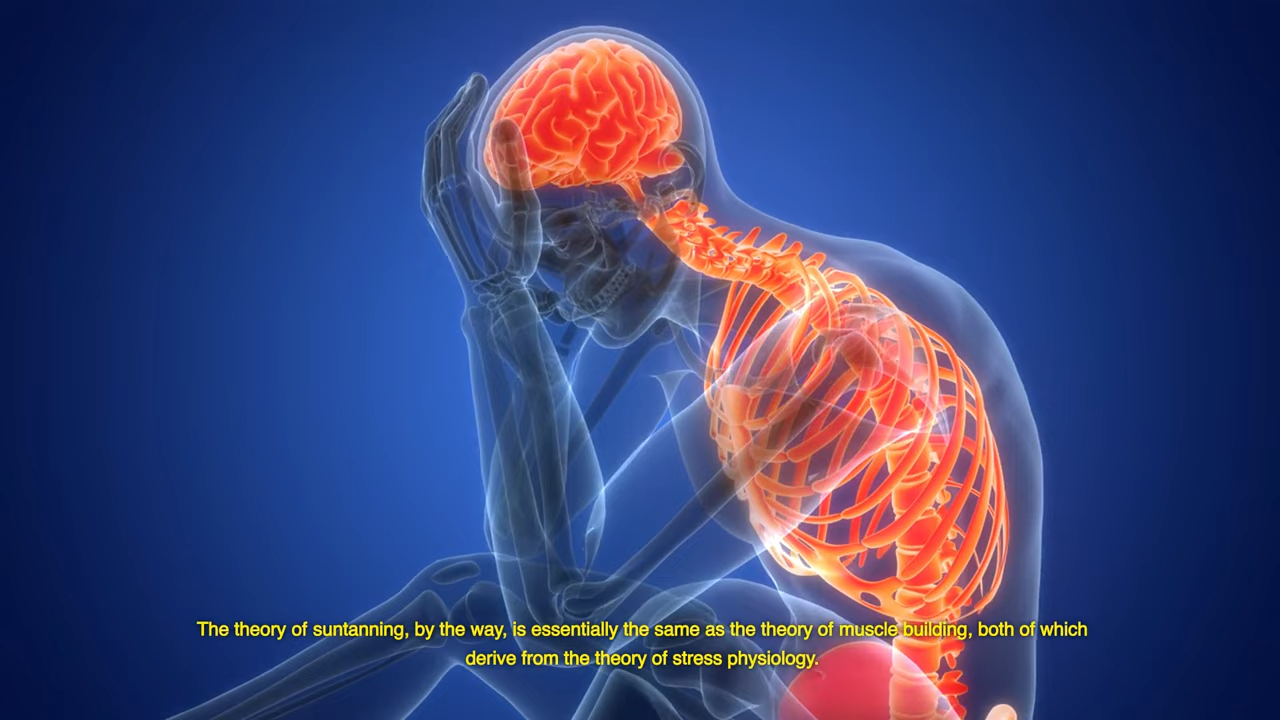 The theory of suntanning, by the way, is essentially the same as the theory of muscle building, both of which
derive from the theory of stress physiology.